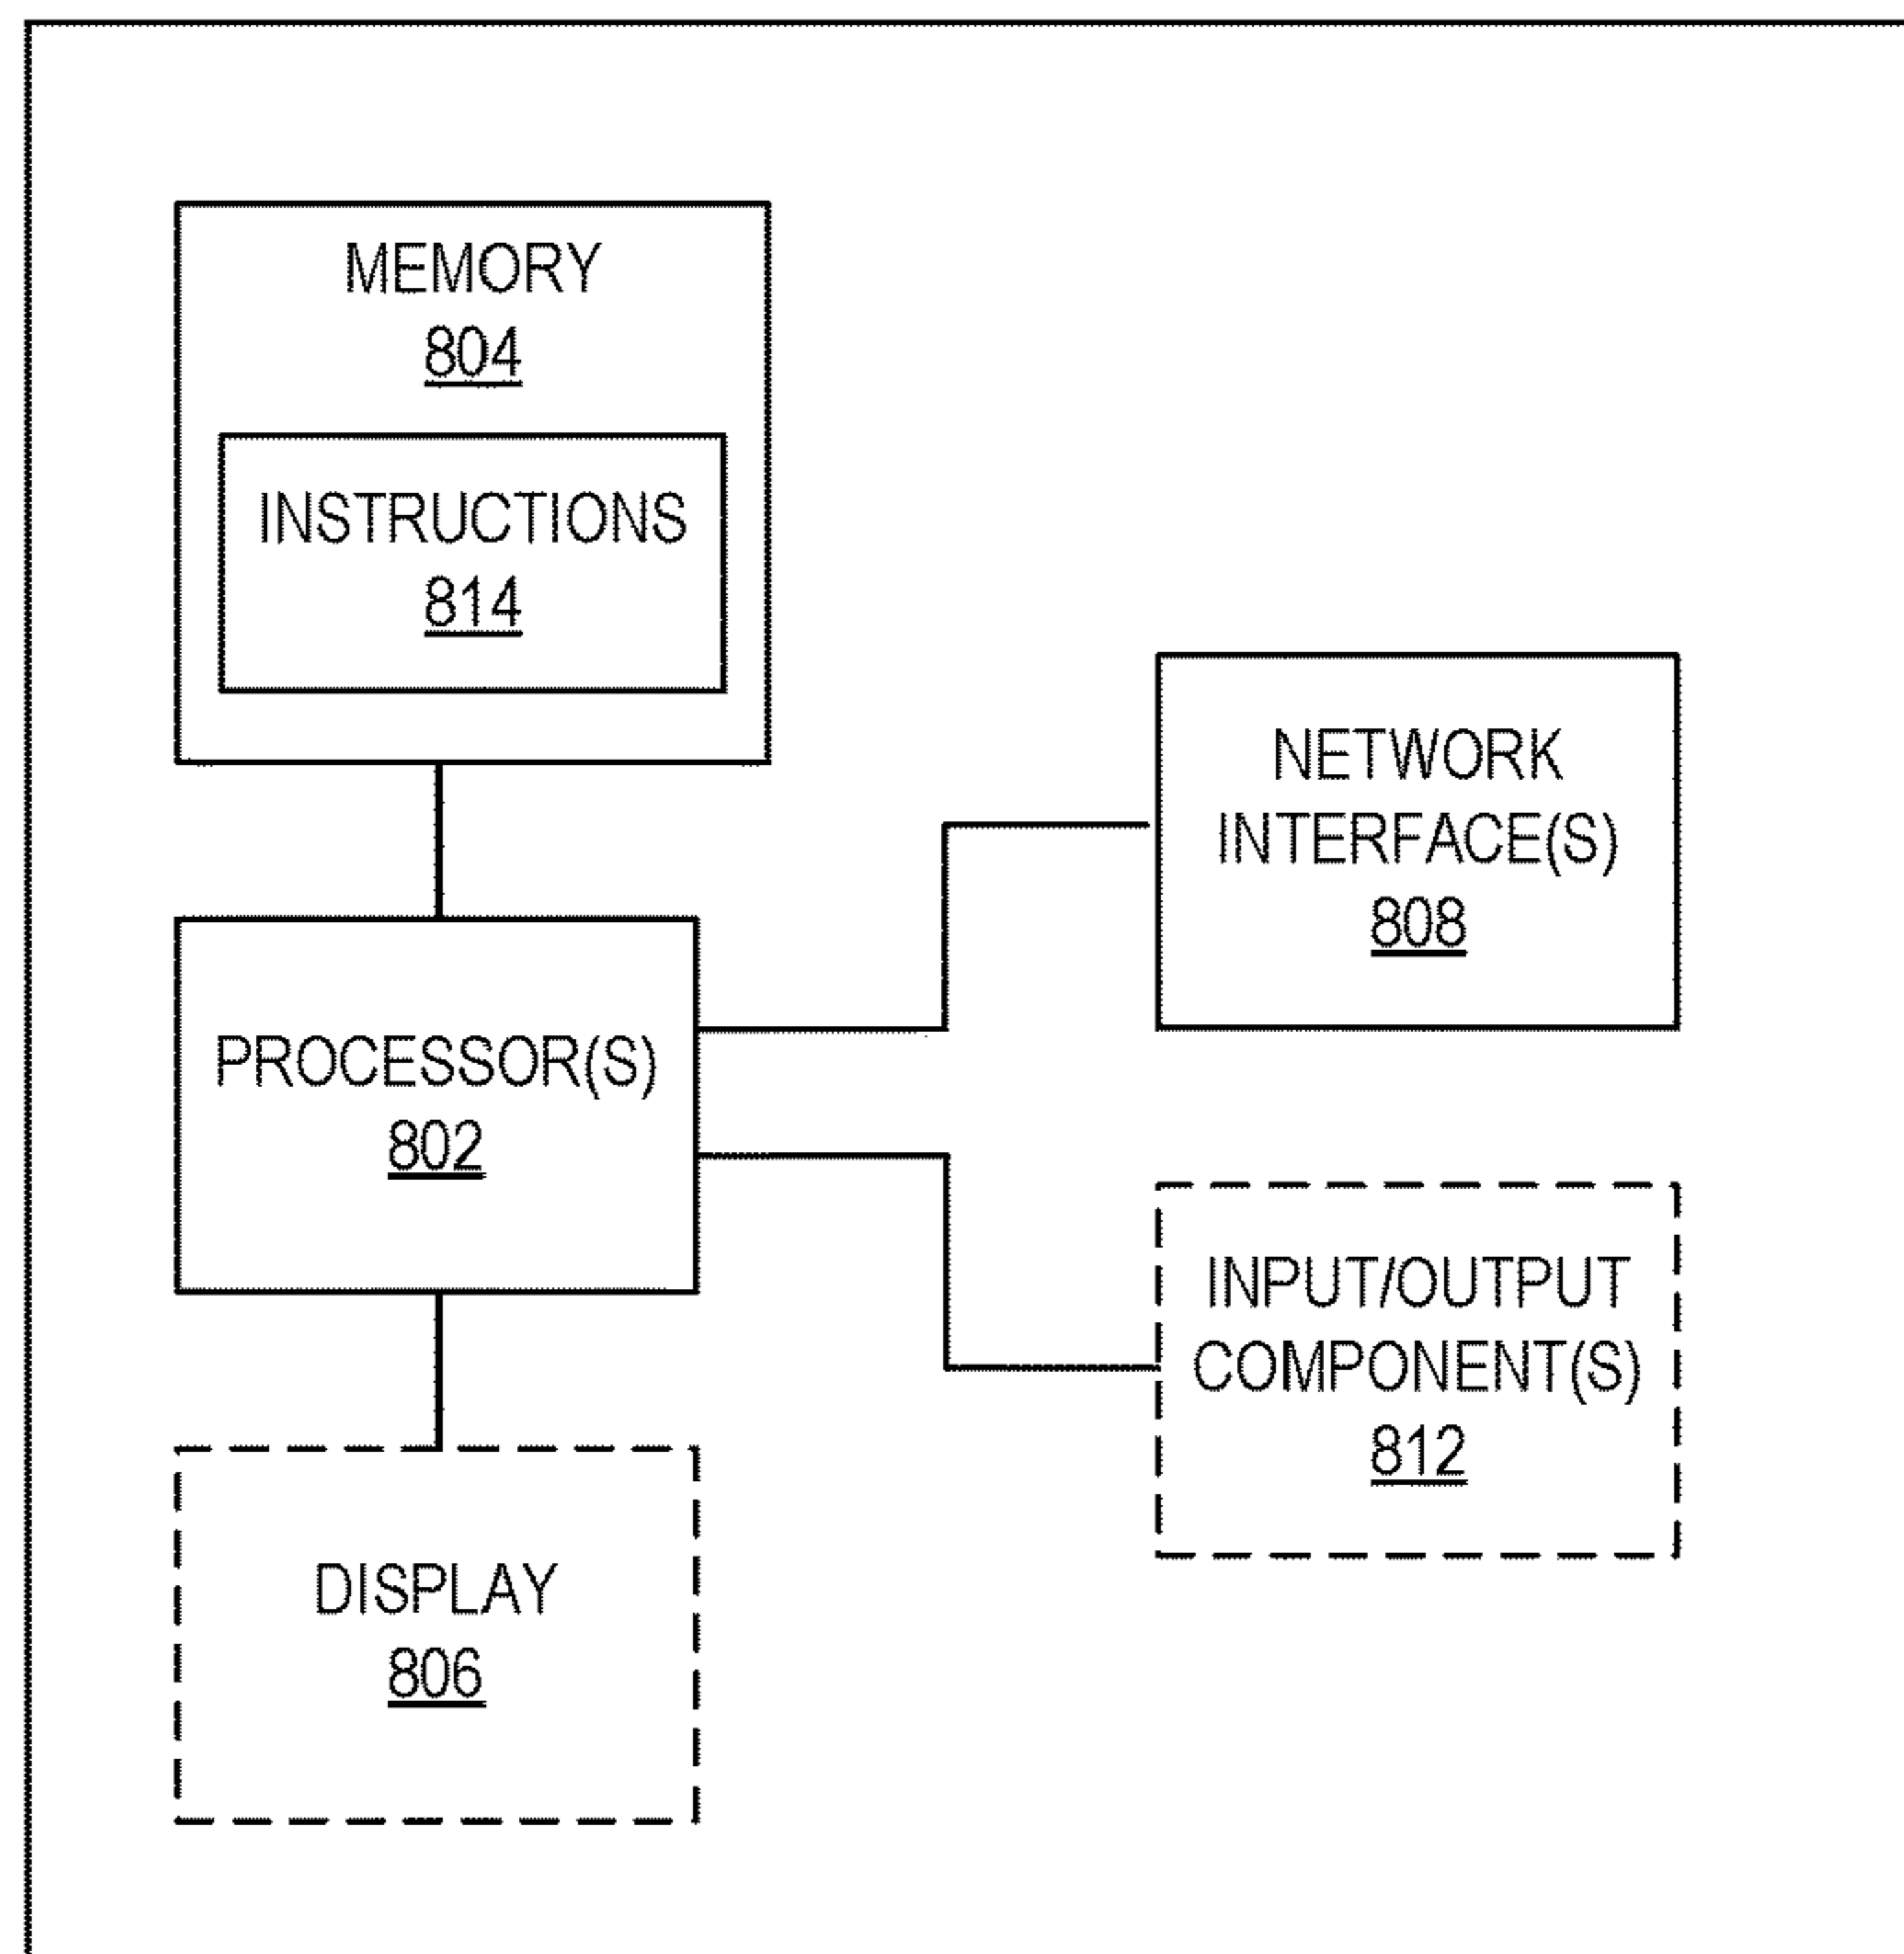 MEMORY
804
INSTRUCTIONS
814
NETWORK
INTERFACE(S)
808
PROCESSOR(S)
802
INPUT/OUTPUT
COMPONENT(S)
812
DISPLAY
806